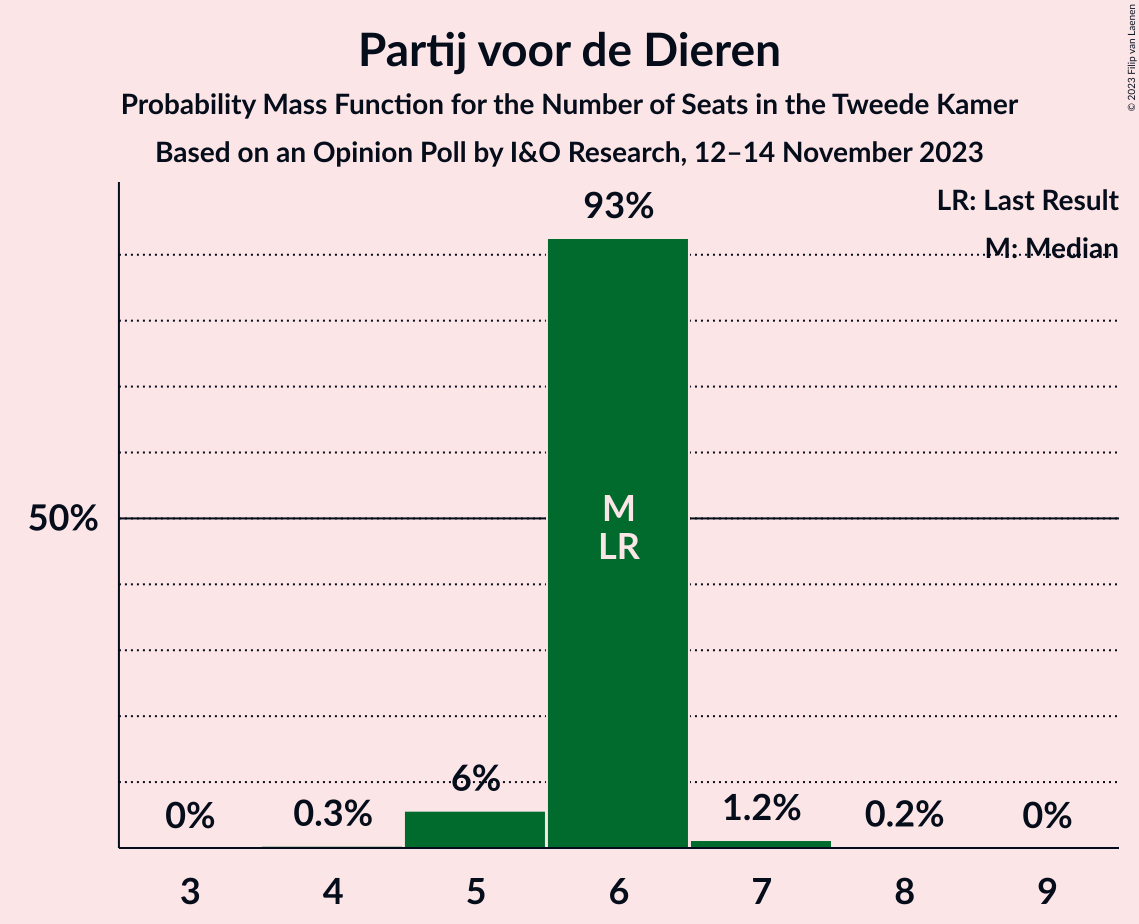 Partij voor de Dieren
Probability Mass Function for the Number of Seats in the Tweede Kamer
Based on an Opinion Poll by I&O Research, 12–14 November 2023
© 2023 Filip van Laenen
LR: Last Result
M: Median
93%
50%
M
LR
0%
0.3%
6%
1.2%
0.2%
0%
3 4 5 6 7 8 9